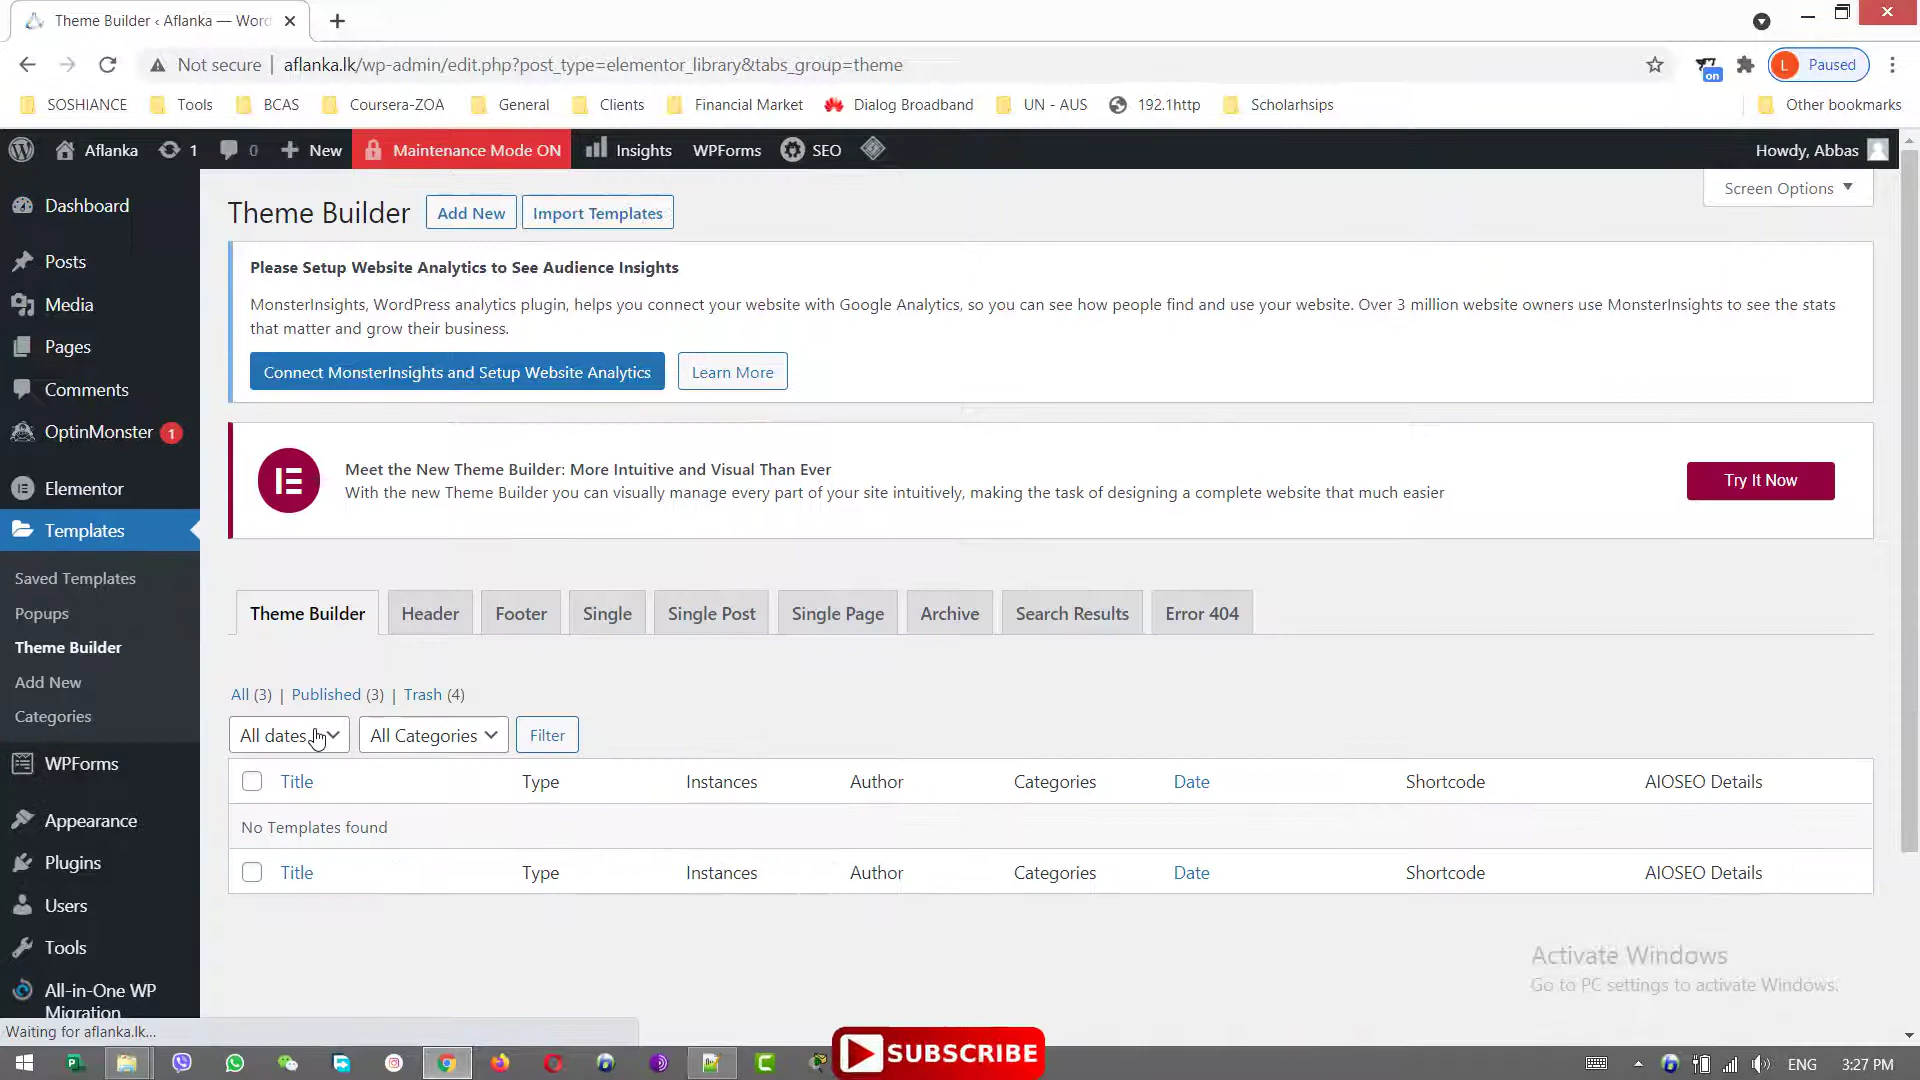 Theme Builder ‹ Aflanka — Word
Not secure | aflanka.lk/wp-admin/edit.php?post_type=elementor_library&tabs_group=theme
on
L Paused
SOSHIANCE Tools BCAS Coursera-ZOA General Clients Financial Market Dialog Broadband UN - AUS 192.1http Scholarhsips Other bookmarks
Aflanka 1 0 New Maintenance Mode ON Insights WPForms SEO Howdy, Abbas
Screen Options
Dashboard
Posts
Media
Pages
Comments
OptinMonster 1
Elementor
Templates
Saved Templates
Popups
Theme Builder
Add New
Categories
WPForms
Appearance
Plugins
Users
Tools
All-in-One WP
Migration
Theme Builder Add New Import Templates
Please Setup Website Analytics to See Audience Insights
MonsterInsights, WordPress analytics plugin, helps you connect your website with Google Analytics, so you can see how people find and use your website. Over 3 million website owners use MonsterInsights to see the stats
that matter and grow their business.
Connect MonsterInsights and Setup Website Analytics Learn More
Meet the New Theme Builder: More Intuitive and Visual Than Ever
With the new Theme Builder you can visually manage every part of your site intuitively, making the task of designing a complete website that much easier
Try It Now
Theme Builder Header Footer Single Single Post Single Page Archive Search Results Error 404
All (3) | Published (3) | Trash (4)
All dates All Categories Filter
Title Type Instances Author Categories Date Shortcode AIOSEO Details
No Templates found
Title Type Instances Author Categories Date Shortcode AIOSEO Details
Activate Windows
Go to PC settings to activate Windows.
Waiting for aflanka.lk...
SUBSCRIBE
ENG 3:27 PM